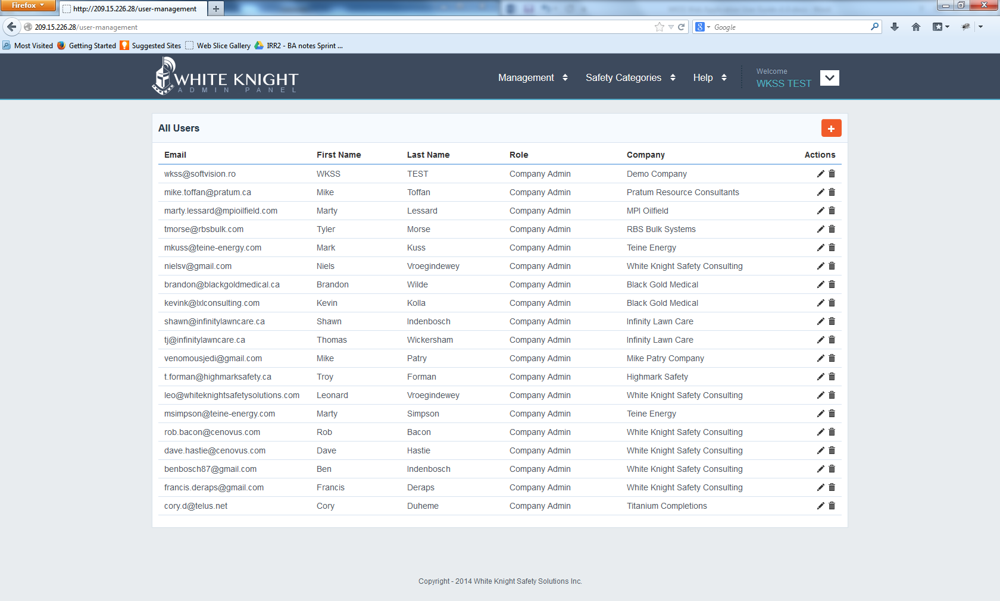 Firefox
http://209.15.226.28/user-management
209.15.226.28/user-management
Google
Most Visited Getting Started Suggested Sites Web Slice Gallery IRR2 - BA notes Sprint ...
WHITE KNIGHT
ADMIN PANEL
Management Safety Categories Help
Welcome
WKSS TEST
All Users
Email First Name Last Name Role Company Actions
wkss@softvision.ro WKSS TEST Company Admin Demo Company
mike.toffan@pratum.ca Mike Toffan Company Admin Pratum Resource Consultants
marty.lessard@mpioilfield.com Marty Lessard Company Admin MPI Oilfield
tmorse@rbsbulk.com Tyler Morse Company Admin RBS Bulk Systems
mkuss@teine-energy.com Mark Kuss Company Admin Teine Energy
nielsv@gmail.com Niels Vroegindewey Company Admin White Knight Safety Consulting
brandon@blackgoldmedical.ca Brandon Wilde Company Admin Black Gold Medical
kevink@lxlconsulting.com Kevin Kolla Company Admin Black Gold Medical
shawn@infinitylawncare.ca Shawn Indenbosch Company Admin Infinity Lawn Care
tj@infinitylawncare.ca Thomas Wickersham Company Admin Infinity Lawn Care
venomousjedi@gmail.com Mike Patry Company Admin Mike Patry Company
t.forman@highmarksafety.ca Troy Forman Company Admin Highmark Safety
leo@whiteknightsafetysolutions.com Leonard Vroegindewey Company Admin White Knight Safety Consulting
msimpson@teine-energy.com Marty Simpson Company Admin Teine Energy
rob.bacon@cenovus.com Rob Bacon Company Admin White Knight Safety Consulting
dave.hastie@cenovus.com Dave Hastie Company Admin White Knight Safety Consulting
benbosch87@gmail.com Ben Indenbosch Company Admin White Knight Safety Consulting
francis.deraps@gmail.com Francis Deraps Company Admin White Knight Safety Consulting
cory.d@telus.net Cory Duheme Company Admin Titanium Completions
Copyright - 2014 White Knight Safety Solutions Inc.